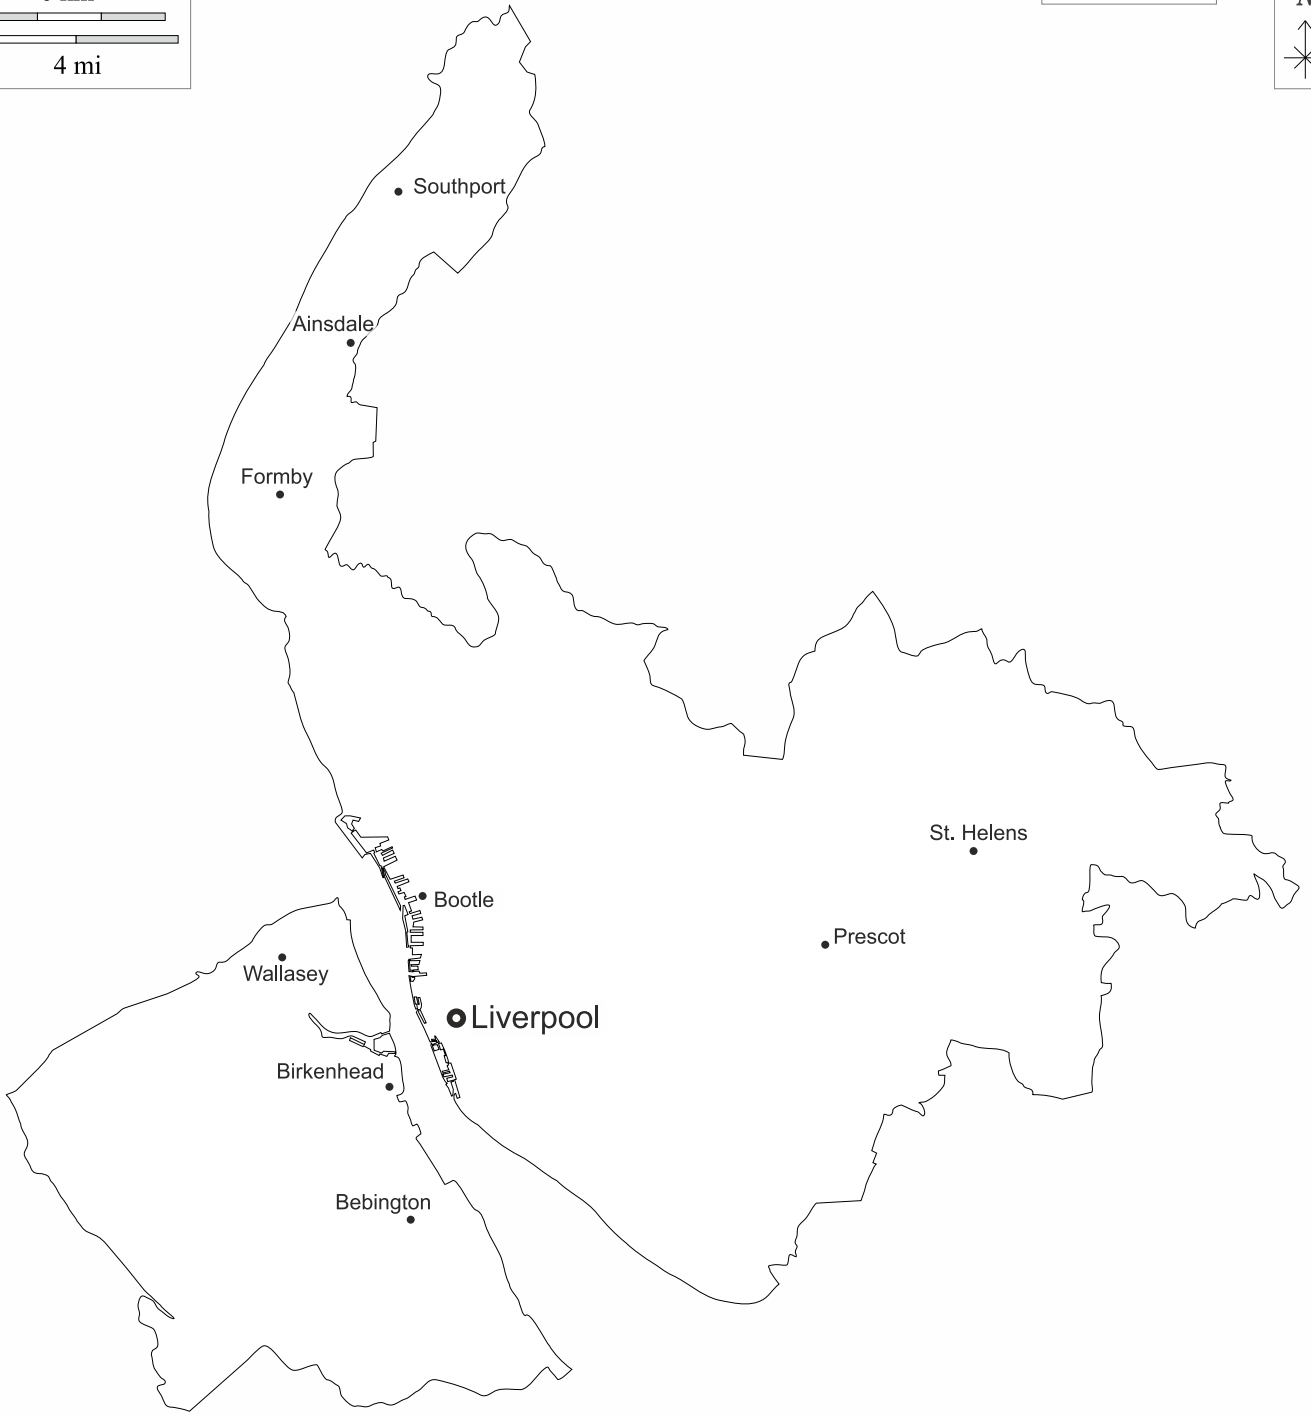 4 mi
Southport
Ainsdale
Formby
St. Helens
Bootle
Prescot
Wallasey
Liverpool
Birkenhead
Bebington